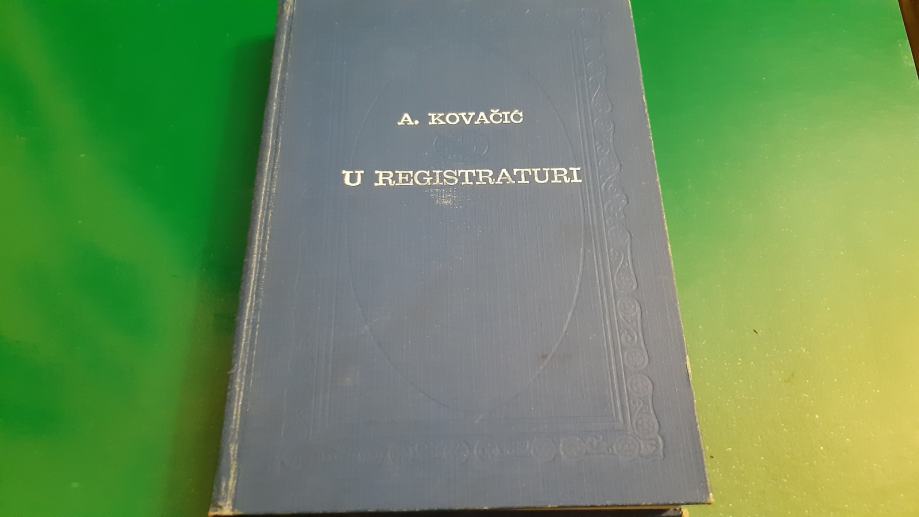 A. KOVAČIĆ
U REGISTRATURI